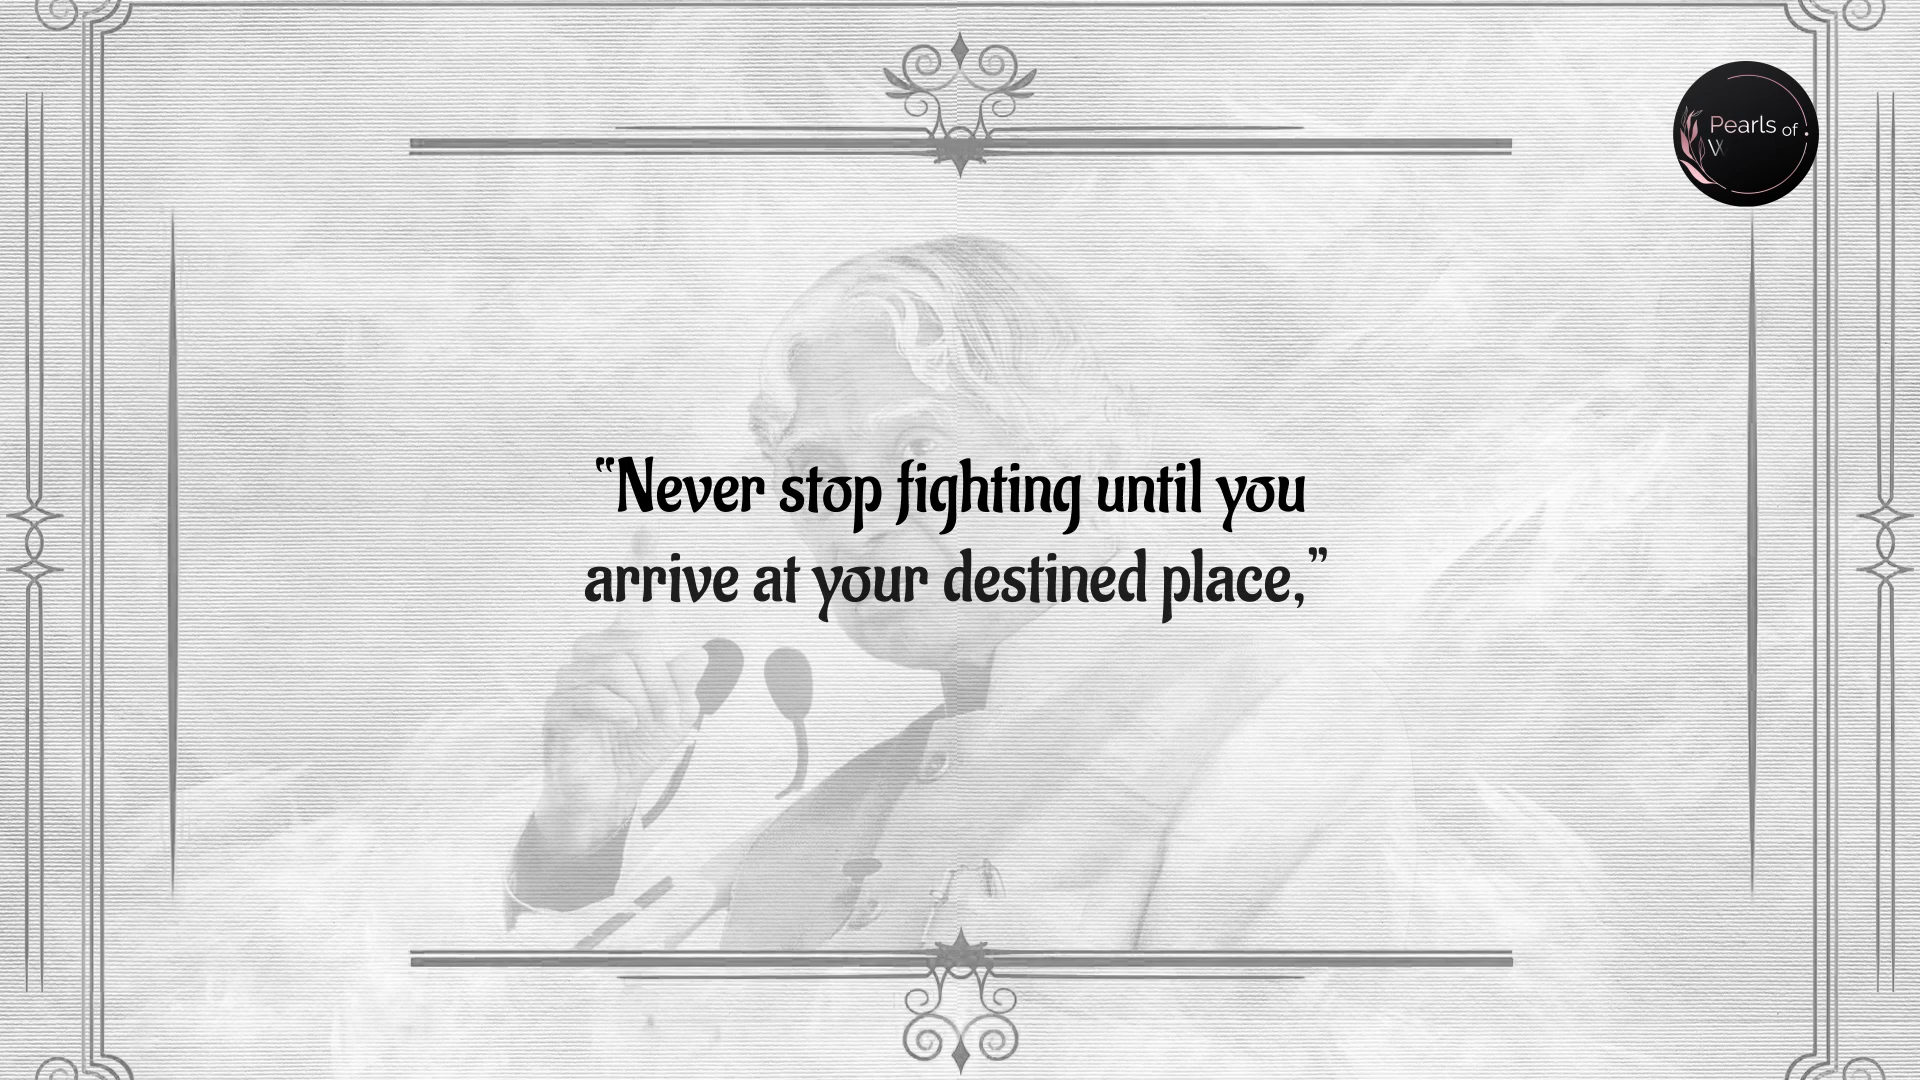 Pearls of
“Never stop fighting until you
arrive at your destined place,”